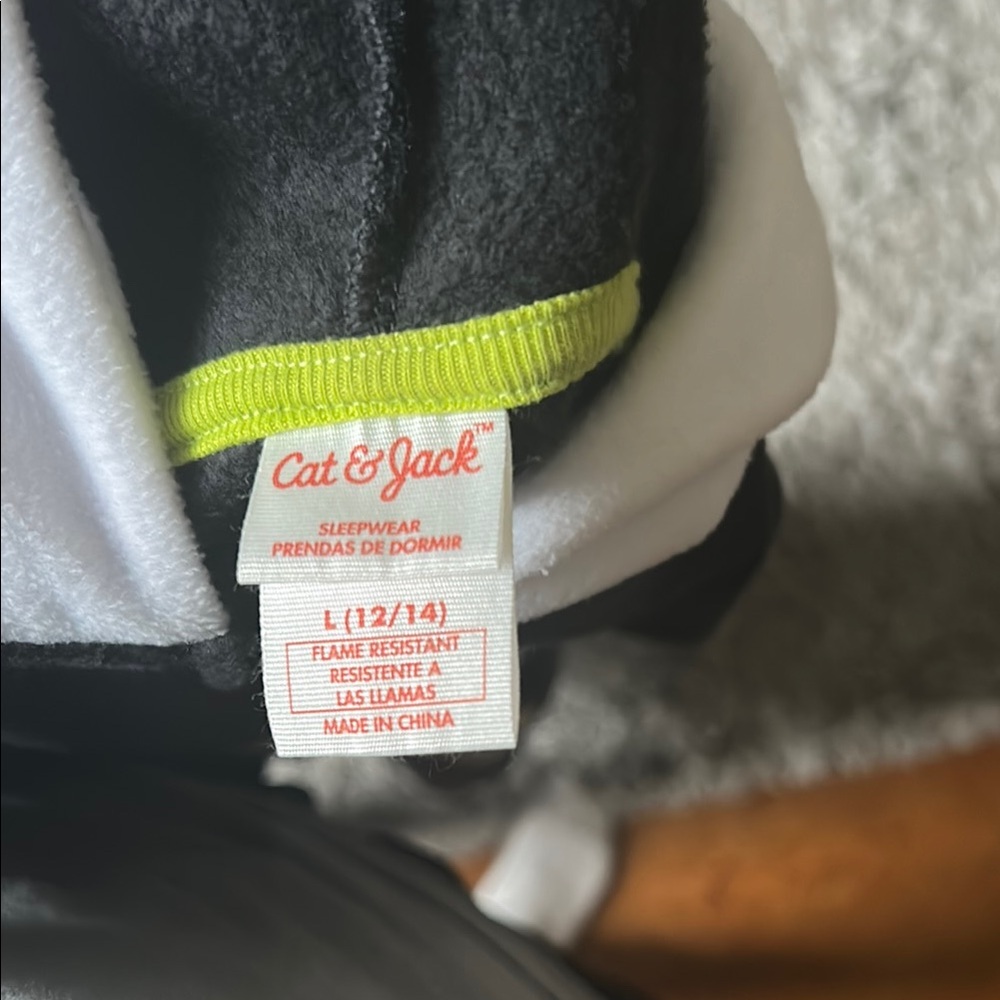 Cat & Jack™
SLEEPWEAR
PRENDAS DE DORMIR
L (12/14)
FLAME RESISTANT
RESISTENTE A
LAS LLAMAS
MADE IN CHINA